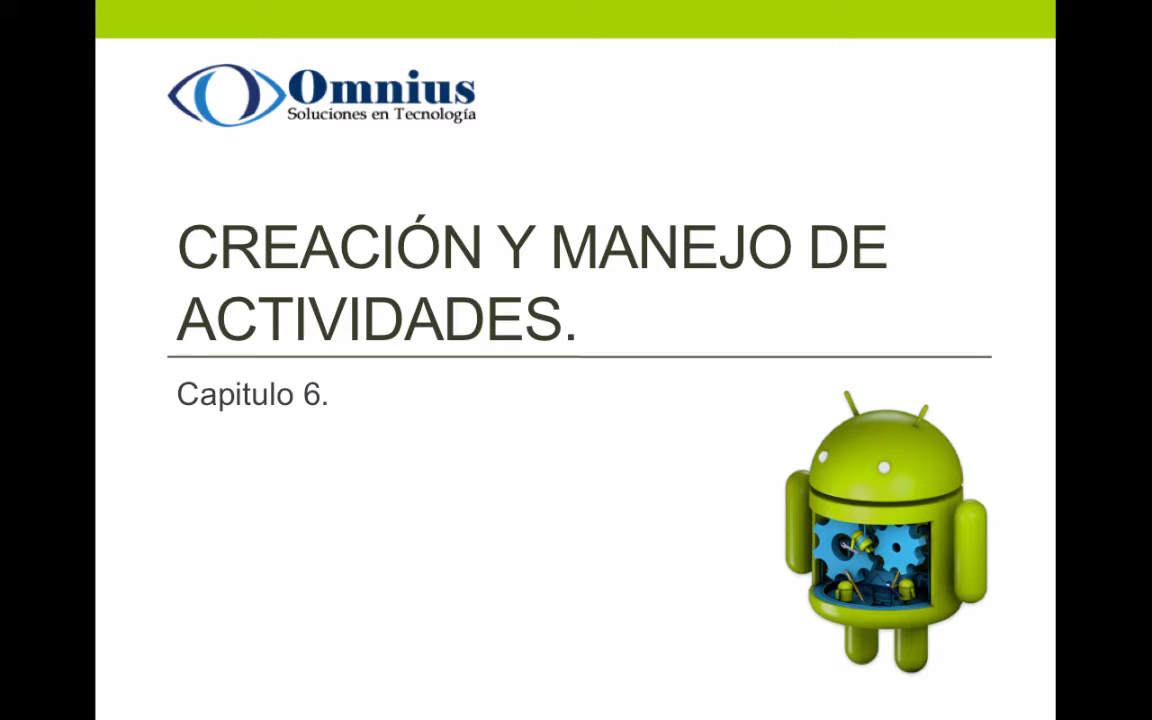 Omnius
Soluciones en Tecnología
CREACIÓN Y MANEJO DE
ACTIVIDADES.
Capitulo 6.